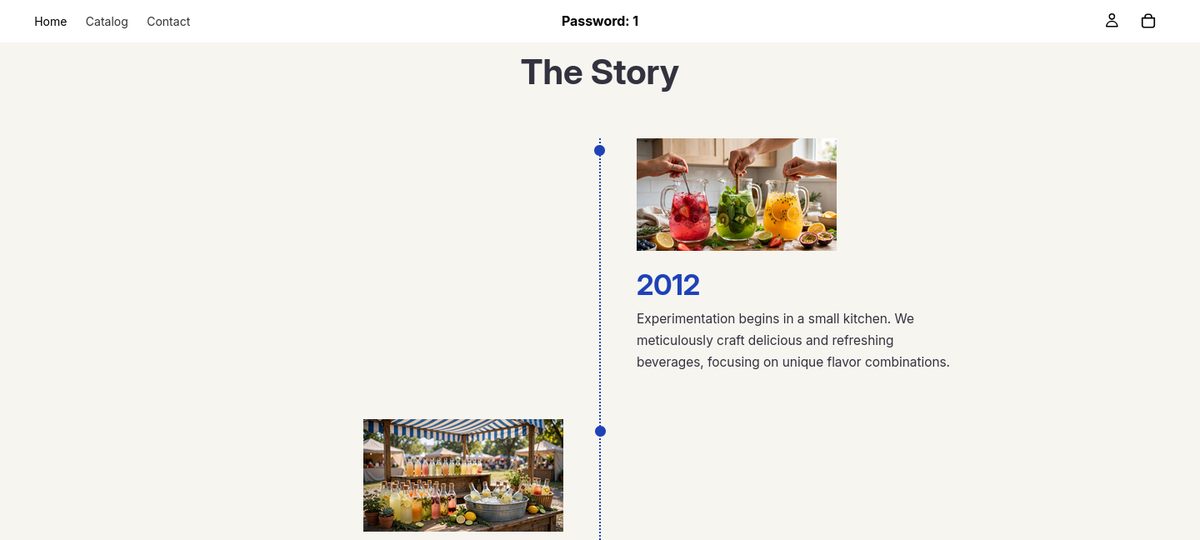 Home Catalog Contact Password: 1
The Story
2012
Experimentation begins in a small kitchen. We
meticulously craft delicious and refreshing
beverages, focusing on unique flavor combinations.